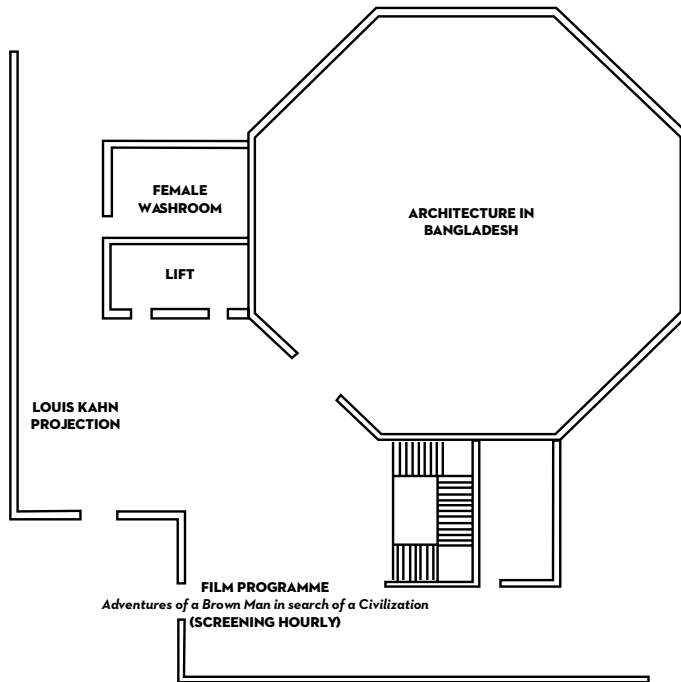 FEMALE
WASHROOM
ARCHITECTURE IN
BANGLADESH
LIFT
LOUIS KAHN
PROJECTION
FILM PROGRAMME
Adventures of a Brown Man in search of a Civilization
(SCREENING HOURLY)